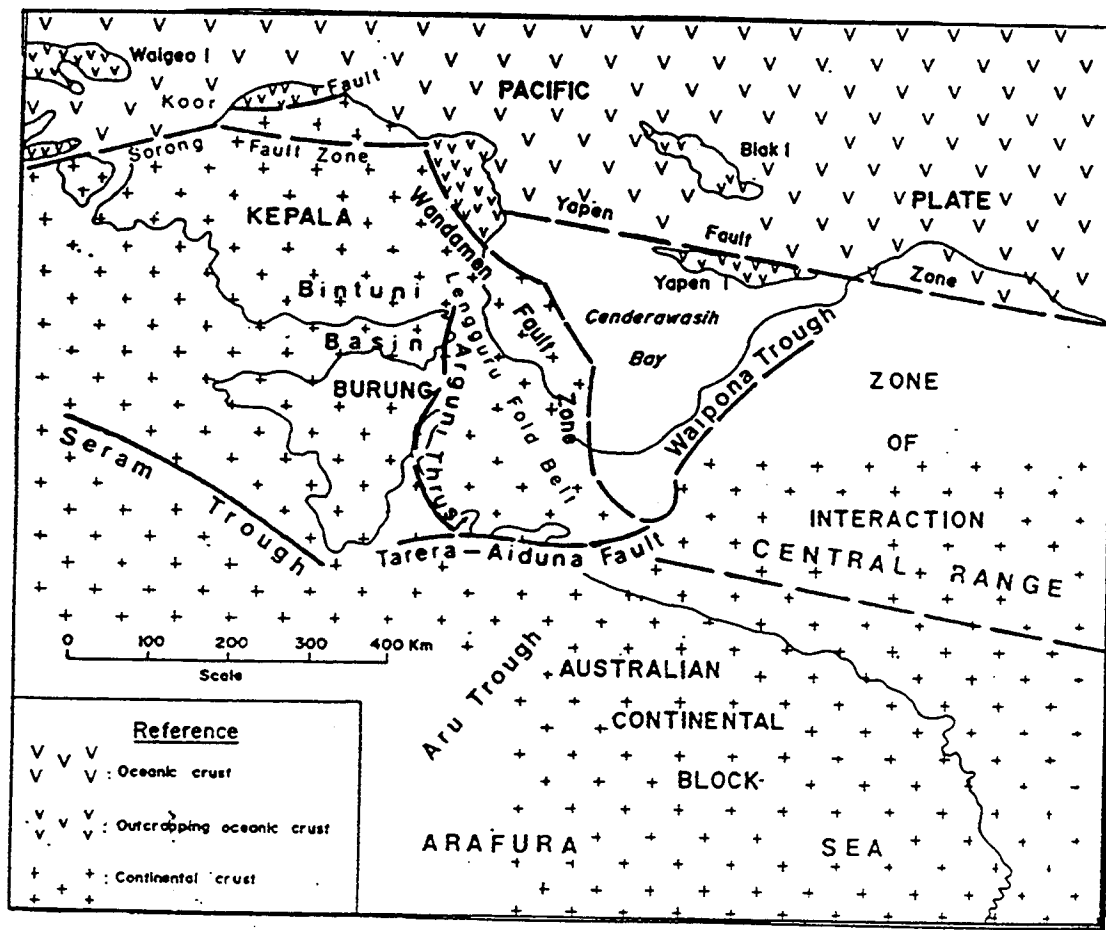 Waigeo I
Koor Fault
PACIFIC
Sorong Fault Zone
Biak I
PLATE
KEPALA
Wandamen Fault Zone
Yapen Fault Zone
Yapen I
Bintuni
Basin
Lengguru Fold Belt
Cenderawasih
Bay
Waipona Trough
BURUNG
Arguni Thrust
ZONE
OF
INTERACTION
Seram Trough
Tarera-Aiduna Fault
CENTRAL RANGE
0 100 200 300 400 Km
Scale
Aru Trough
AUSTRALIAN
CONTINENTAL
BLOCK
ARAFURA SEA
Reference
: Oceanic crust
: Outcropping oceanic crust
: Continental crust